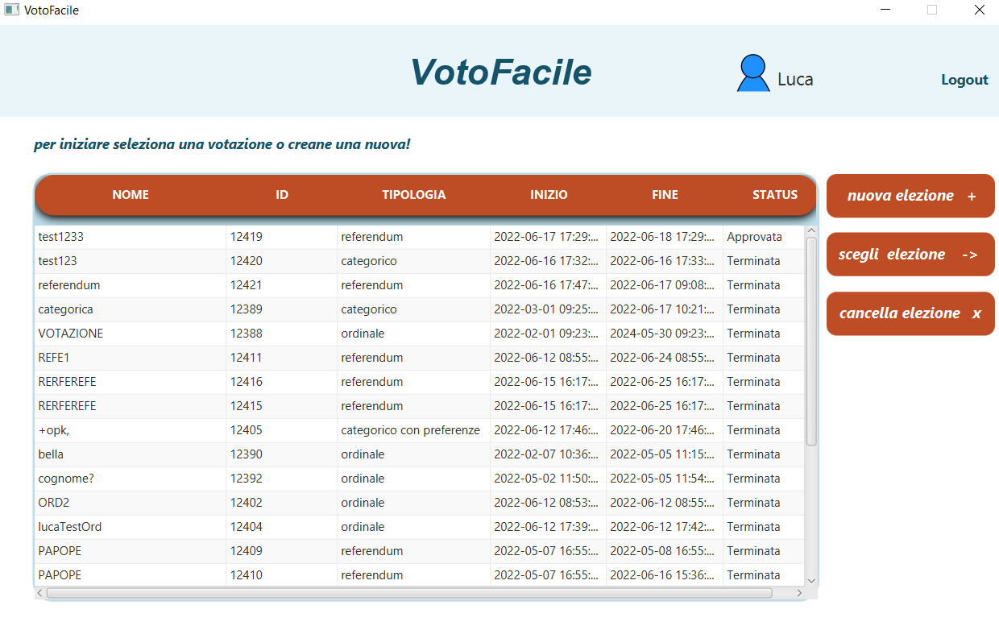 VotoFacile
VotoFacile
Luca
Logout
per iniziare seleziona una votazione o creane una nuova!
NOME ID TIPOLOGIA INIZIO FINE STATUS
nuova elezione +
test1233 12419 referendum 2022-06-17 17:29:... 2022-06-18 17:29:... Approvata
test123 12420 categorico 2022-06-16 17:32:... 2022-06-16 17:33:... Terminata
scegli elezione ->
referendum 12421 referendum 2022-06-16 17:47:... 2022-06-17 09:08:... Terminata
categorica 12389 categorico 2022-03-01 09:25:... 2022-06-17 10:21:... Terminata
cancella elezione x
VOTAZIONE 12388 ordinale 2022-02-01 09:23:... 2024-05-30 09:23:... Terminata
REFE1 12411 referendum 2022-06-12 08:55:... 2022-06-24 08:55:... Terminata
RERFEREFE 12416 referendum 2022-06-15 16:17:... 2022-06-25 16:17:... Terminata
RERFEREFE 12415 referendum 2022-06-15 16:17:... 2022-06-25 16:17:... Terminata
+opk, 12405 categorico con preferenze 2022-06-12 17:46:... 2022-06-20 17:46:... Terminata
bella 12390 ordinale 2022-02-07 10:36:... 2022-05-05 11:15:... Terminata
cognome? 12392 ordinale 2022-05-02 11:50:... 2022-05-05 11:54:... Terminata
ORD2 12402 ordinale 2022-06-12 08:53:... 2022-06-12 08:55:... Terminata
lucaTestOrd 12404 ordinale 2022-06-12 17:39:... 2022-06-12 17:42:... Terminata
PAPOPE 12409 referendum 2022-05-07 16:55:... 2022-05-08 16:55:... Terminata
PAPOPE 12410 referendum 2022-05-07 16:55:... 2022-06-16 15:36:... Terminata